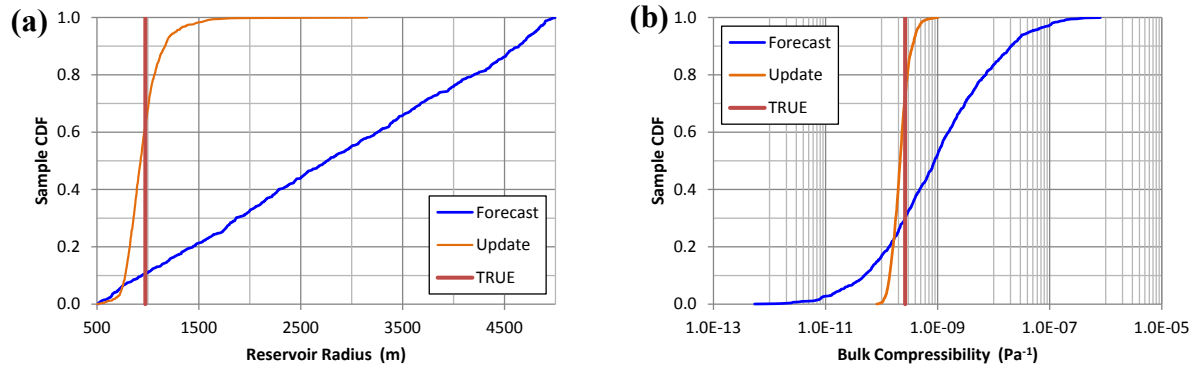 (a)
1.0
0.8
0.6
0.4
0.2
0.0
Sample CDF
Forecast
Update
TRUE
500 1500 2500 3500 4500
Reservoir Radius (m)
(b)
1.0
0.8
0.6
0.4
0.2
0.0
Sample CDF
Forecast
Update
TRUE
1.0E-13 1.0E-11 1.0E-09 1.0E-07 1.0E-05
Bulk Compressibility (Pa⁻¹)